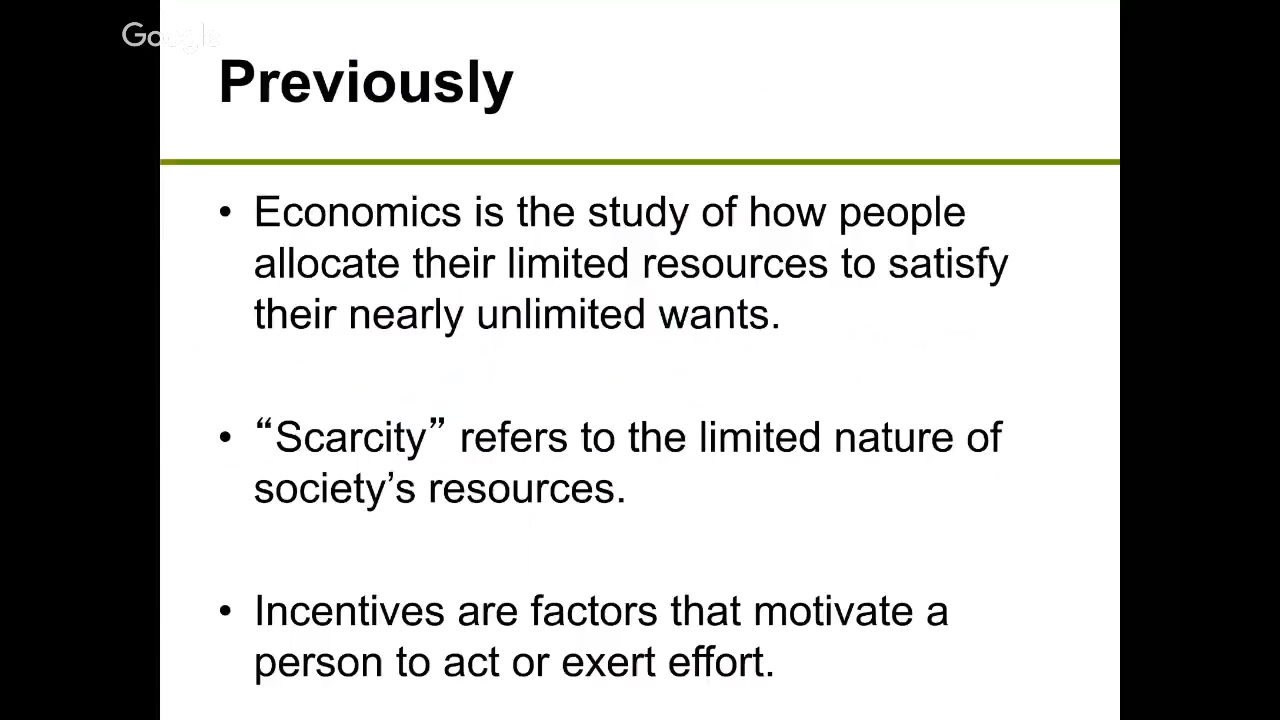 Google
Previously
• Economics is the study of how people
allocate their limited resources to satisfy
their nearly unlimited wants.
• “Scarcity” refers to the limited nature of
society’s resources.
• Incentives are factors that motivate a
person to act or exert effort.